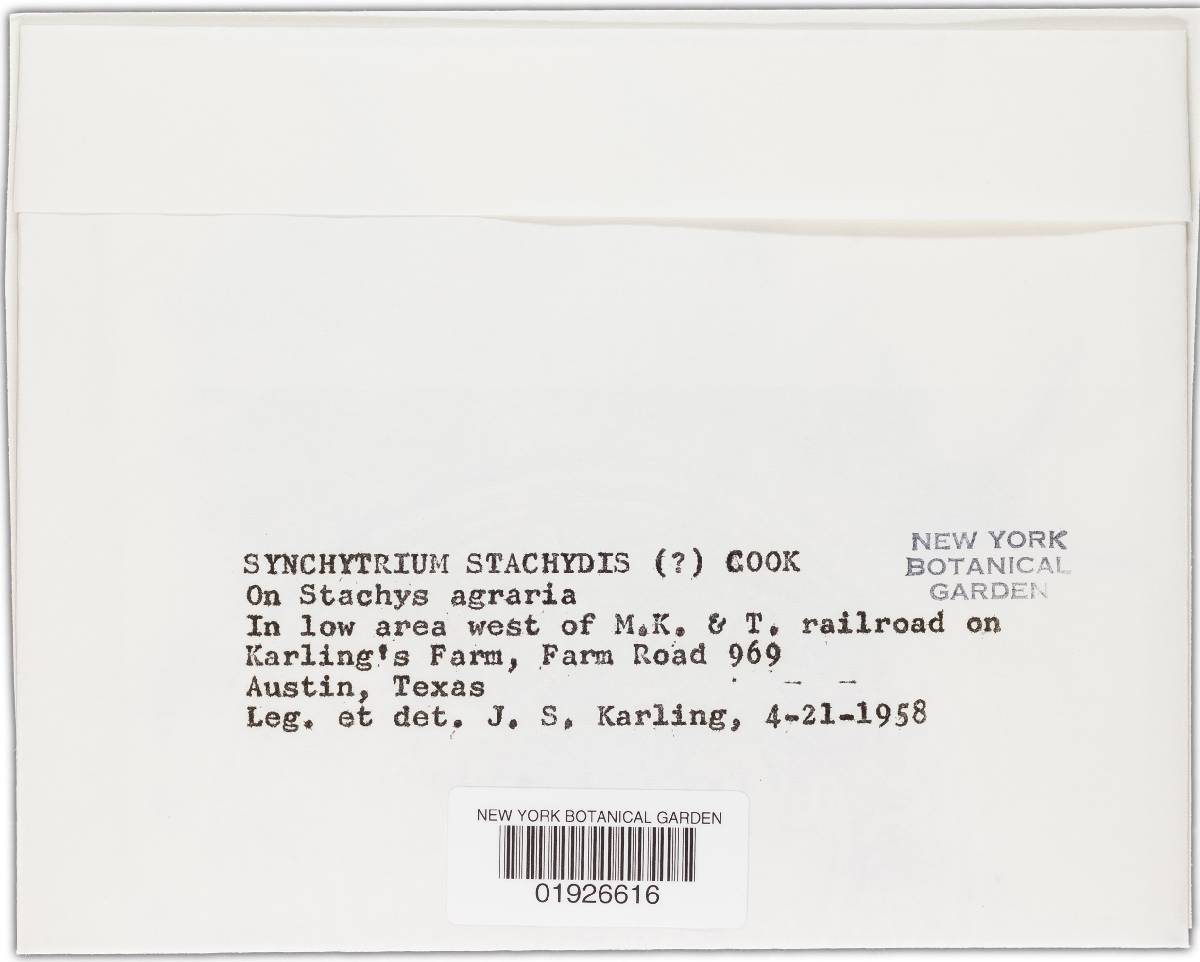 SYNCHYTRIUM STACHYDIS (?) COOK
On Stachys agraria
In low area west of M.K. & T. railroad on
Karling's Farm, Farm Road 969
Austin, Texas
Leg. et det. J. S. Karling, 4-21-1958
NEW YORK
BOTANICAL
GARDEN
NEW YORK BOTANICAL GARDEN
01926616